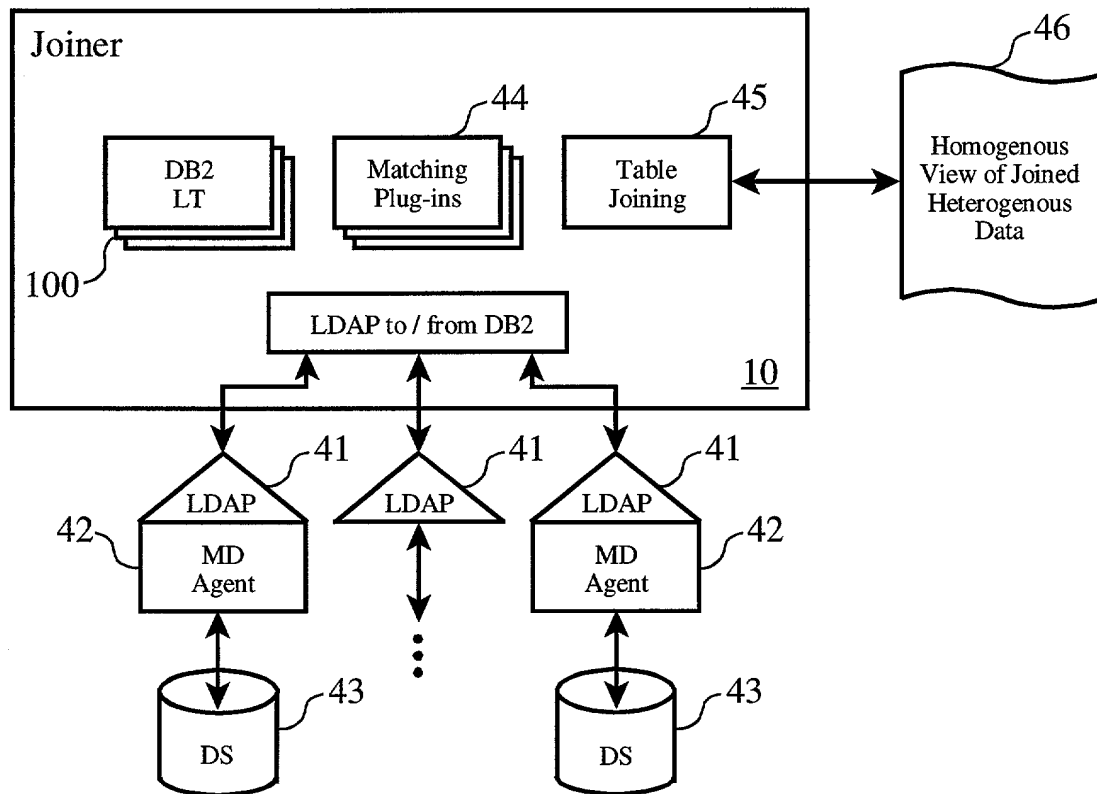 Joiner
44
45
46
DB2
LT
Matching
Plug-ins
Table
Joining
Homogenous
View of Joined
Heterogenous
Data
100
LDAP to / from DB2
10
41
41
41
LDAP
LDAP
LDAP
42
MD
Agent
MD
Agent
42
43
43
DS
DS